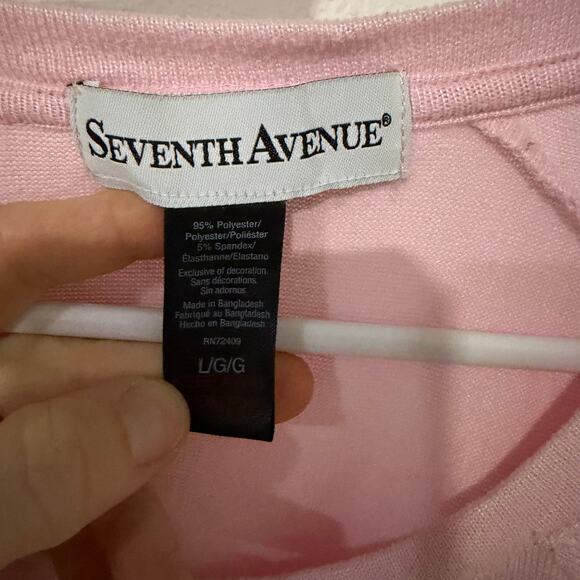 SEVENTH AVENUE®
95% Polyester/
Polyester/Poliéster
5% Spandex/
Élasthanne/Elastano
Exclusive of decoration.
Sans décorations.
Sin adornos.
Made in Bangladesh
Fabriqué au Bangladesh
Hecho en Bangladesh
RN72409
L/G/G